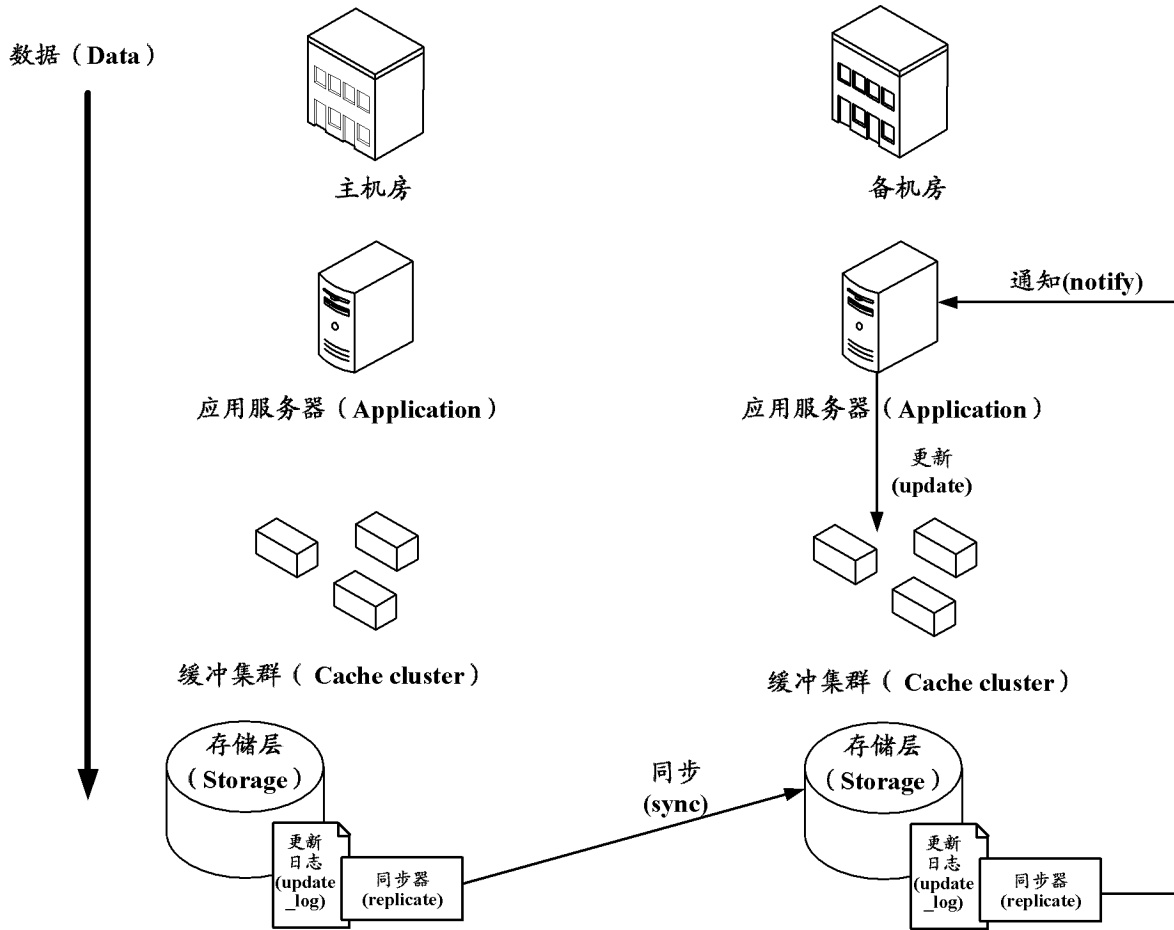 数据（Data）
主机房
备机房
通知(notify)
应用服务器（Application）
应用服务器（Application）
更新
(update)
缓冲集群（ Cache cluster）
缓冲集群（ Cache cluster）
存储层
（Storage）
同步
(sync)
存储层
（Storage）
更新
日志
(update
_log)
同步器
(replicate)
更新
日志
(update
_log)
同步器
(replicate)